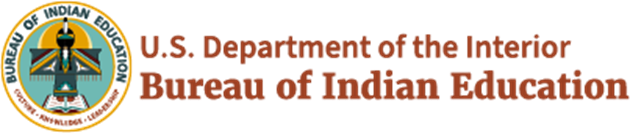 BUREAU OF INDIAN EDUCATION
CULTURE · KNOWLEDGE · LEADERSHIP
U.S. Department of the Interior
Bureau of Indian Education